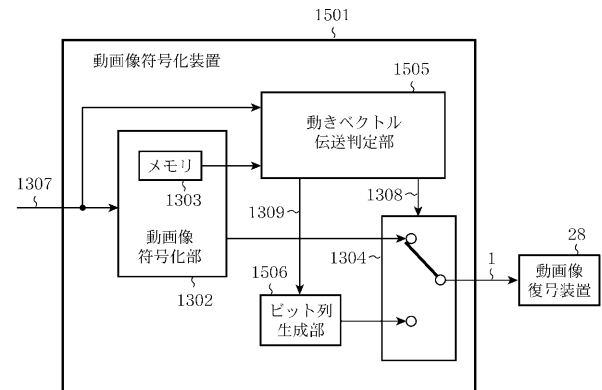 1501
動画像符号化装置
1505
動きベクトル
伝送判定部
メモリ
1303
1307
1309
1308
動画像
符号化部
1302
1304
1506
ビット列
生成部
1
28
動画像
復号装置